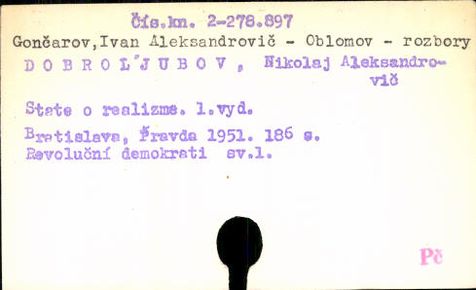 Čís.kn. 2-278.897
Gončarov,Ivan Aleksandrovič - Oblomov - rozbory
D O B R O Ľ J U B O V , Nikolaj Aleksandro-
vič
State o realizme. 1.vyd.
Bratislava, Pravda 1951. 186 s.
Revoluční demokrati sv.1.
Pč